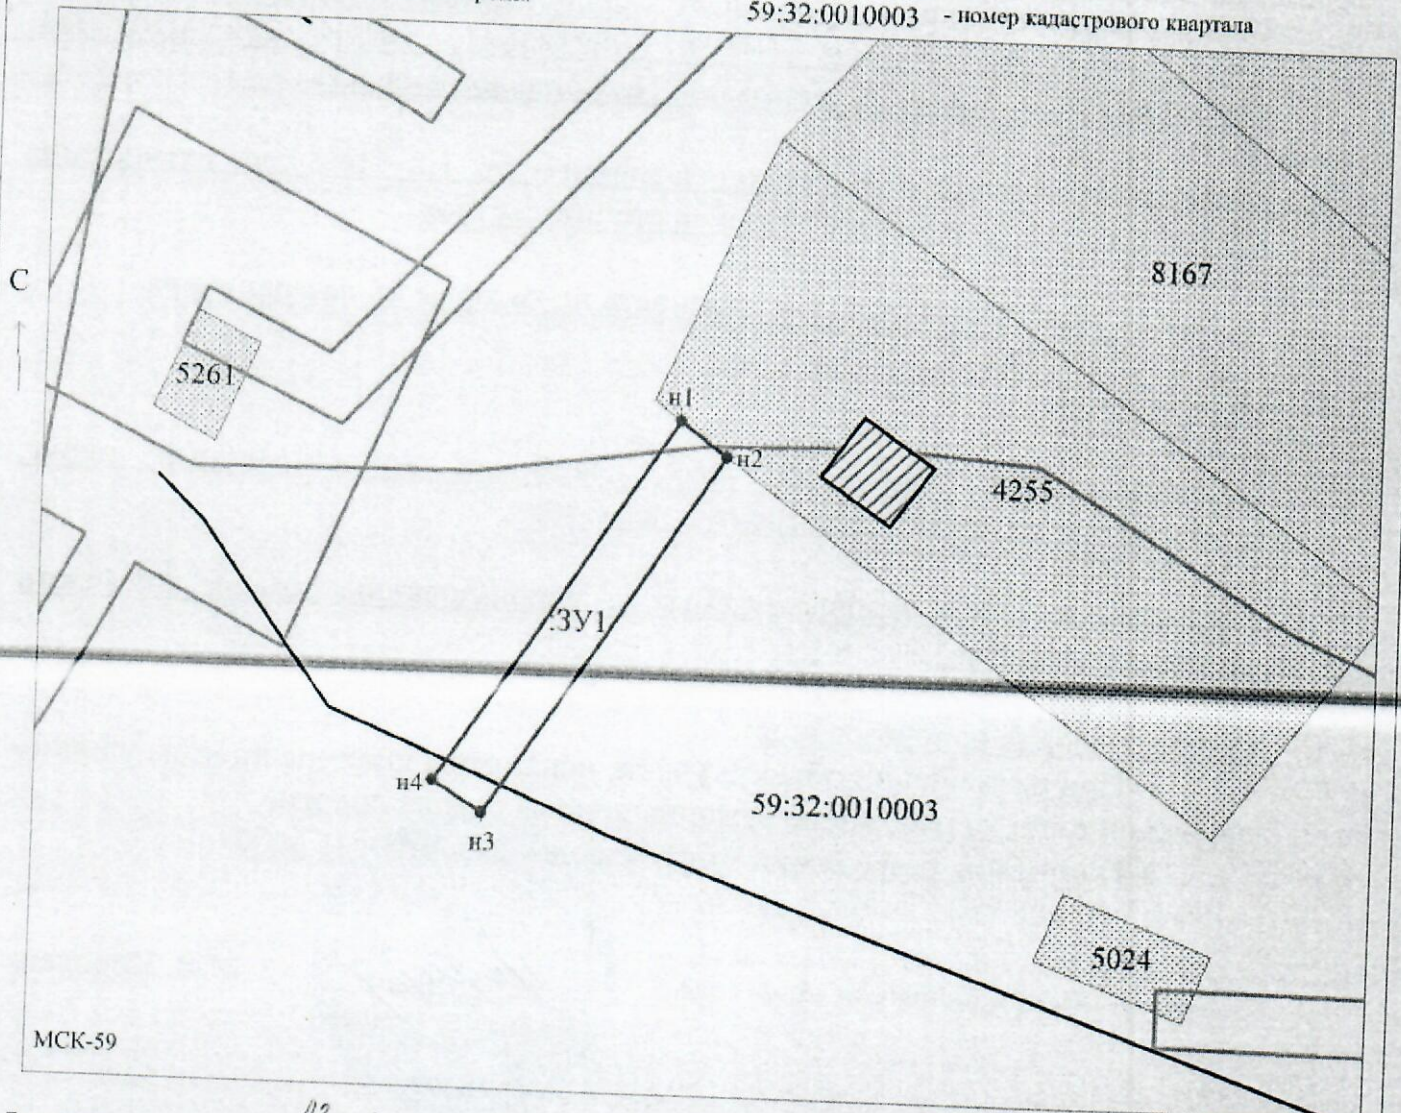 59:32:0010003 - номер кадастрового квартала
8167
С
5261
н1
н2
4255
:ЗУ1
н4
59:32:0010003
н3
5024
МСК-59